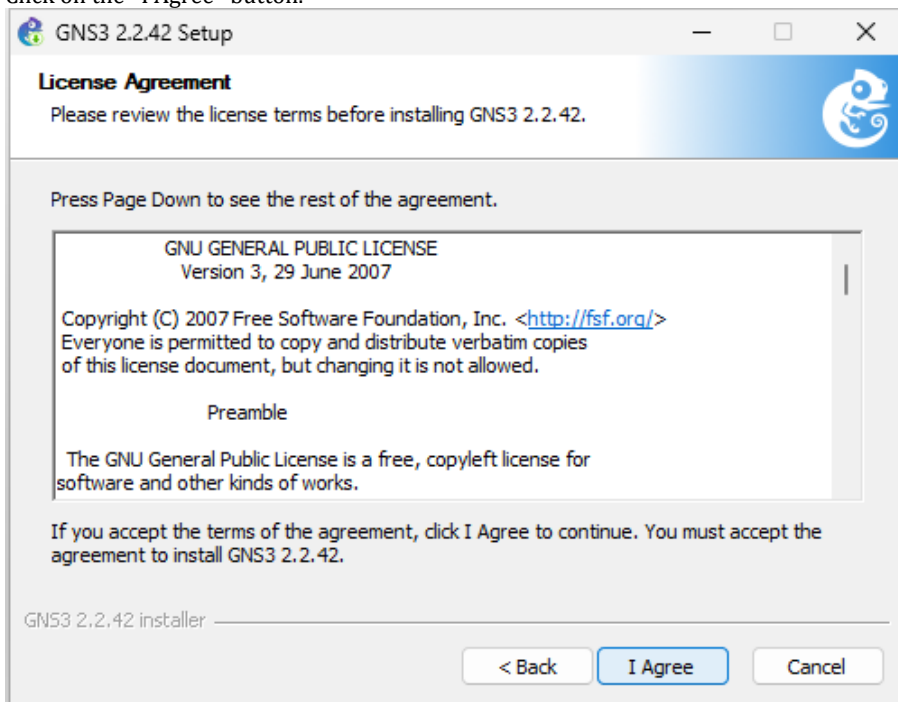 Click on the "I Agree" button.
GNS3 2.2.42 Setup
License Agreement
Please review the license terms before installing GNS3 2.2.42.
Press Page Down to see the rest of the agreement.
GNU GENERAL PUBLIC LICENSE
Version 3, 29 June 2007
Copyright (C) 2007 Free Software Foundation, Inc. <http://fsf.org/>
Everyone is permitted to copy and distribute verbatim copies
of this license document, but changing it is not allowed.
Preamble
The GNU General Public License is a free, copyleft license for
software and other kinds of works.
If you accept the terms of the agreement, click I Agree to continue. You must accept the
agreement to install GNS3 2.2.42.
GNS3 2.2.42 installer
< Back I Agree Cancel